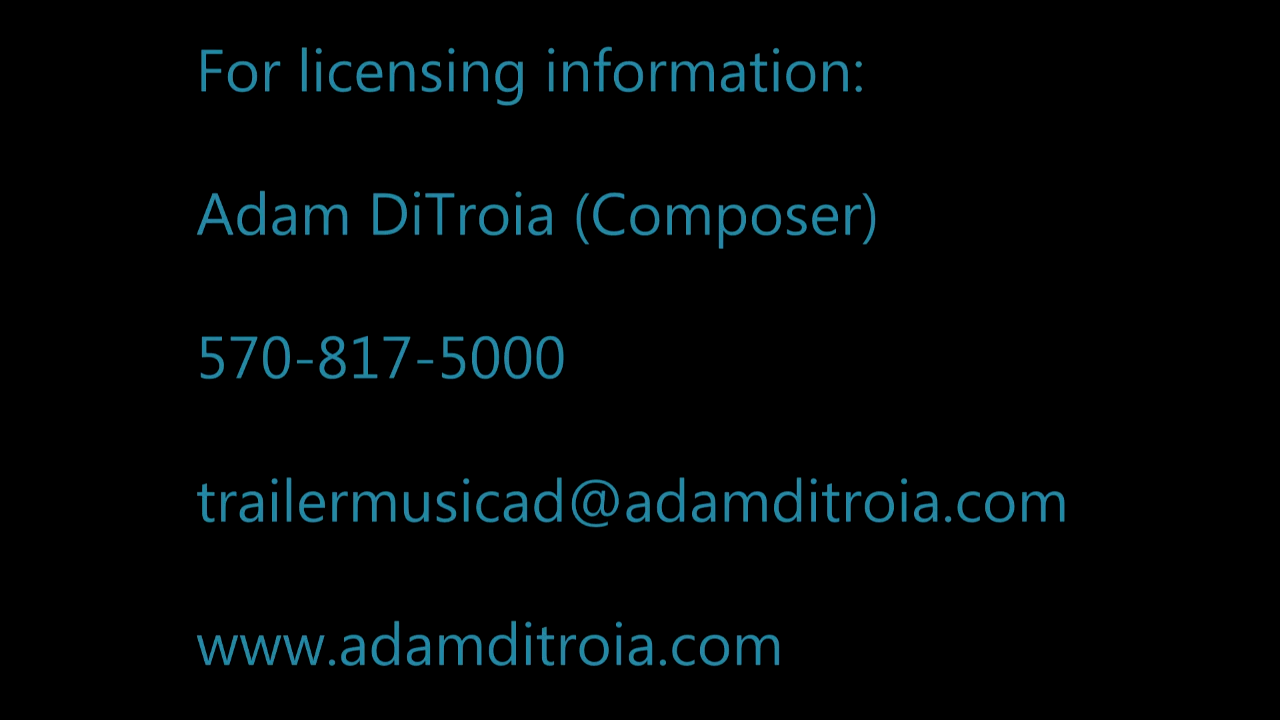 For licensing information:
Adam DiTroia (Composer)
570-817-5000
trailermusicad@adamditroia.com
www.adamditroia.com